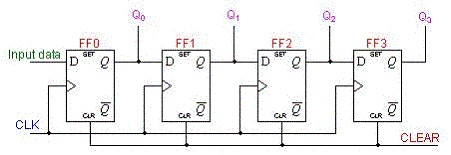 Q0 Q1 Q2 Q3
FF0 FF1 FF2 FF3
SET SET SET SET
Input data D Q D Q D Q D Q
CLK
Q Q Q Q
CLR CLR CLR CLR
CLEAR